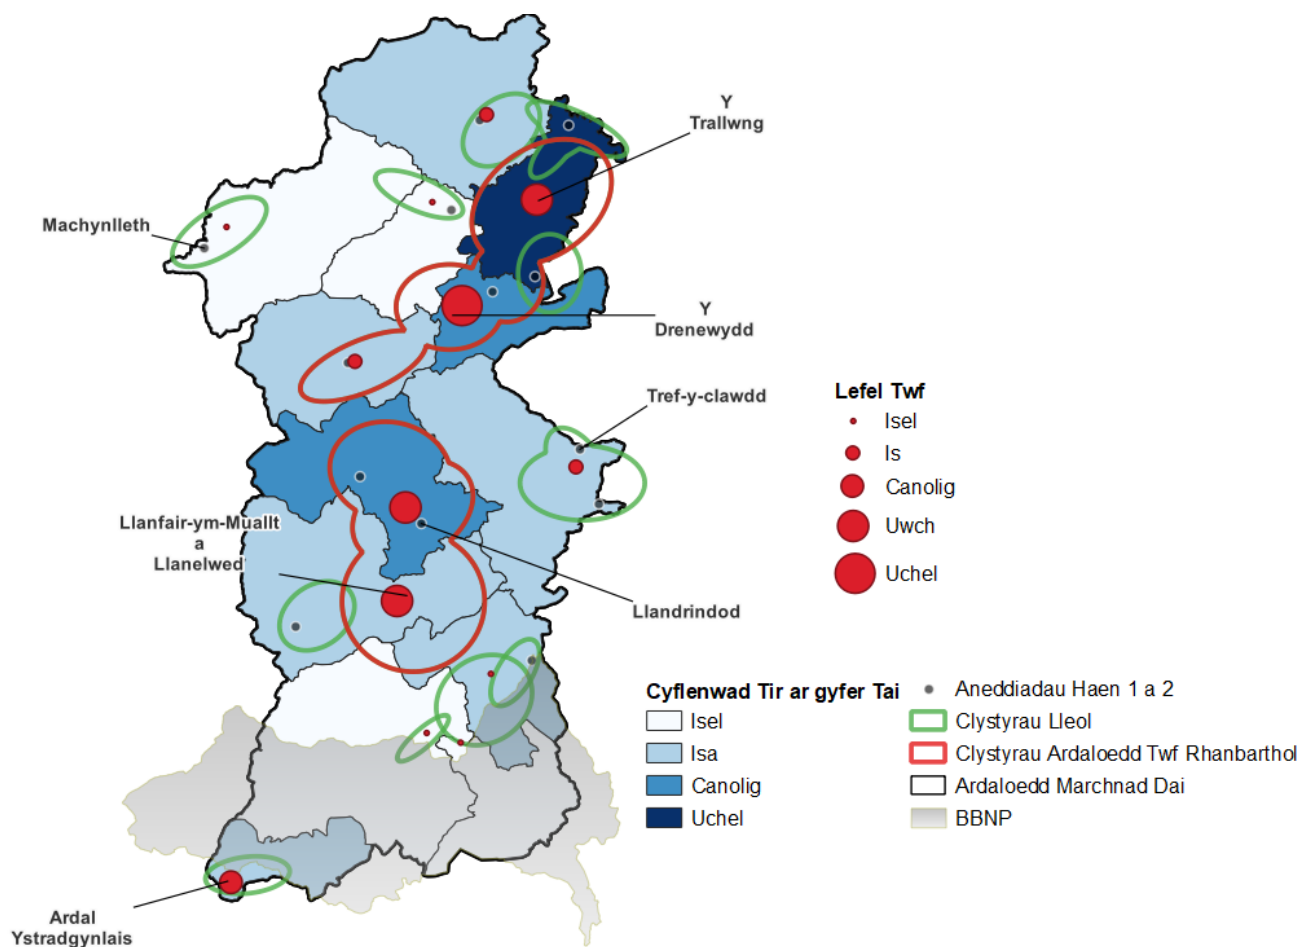 Y
Trallwng
Machynlleth
Y
Drenewydd
Tref-y-clawdd
Llanfair-ym-Muallt
a
Llanelwed
Llandrindod
Ardal
Ystradgynlais
Lefel Twf
Isel
Is
Canolig
Uwch
Uchel
Cyflenwad Tir ar gyfer Tai
Isel
Isa
Canolig
Uchel
Aneddiadau Haen 1 a 2
Clystyrau Lleol
Clystyrau Ardaloedd Twf Rhanbarthol
Ardaloedd Marchnad Dai
BBNP